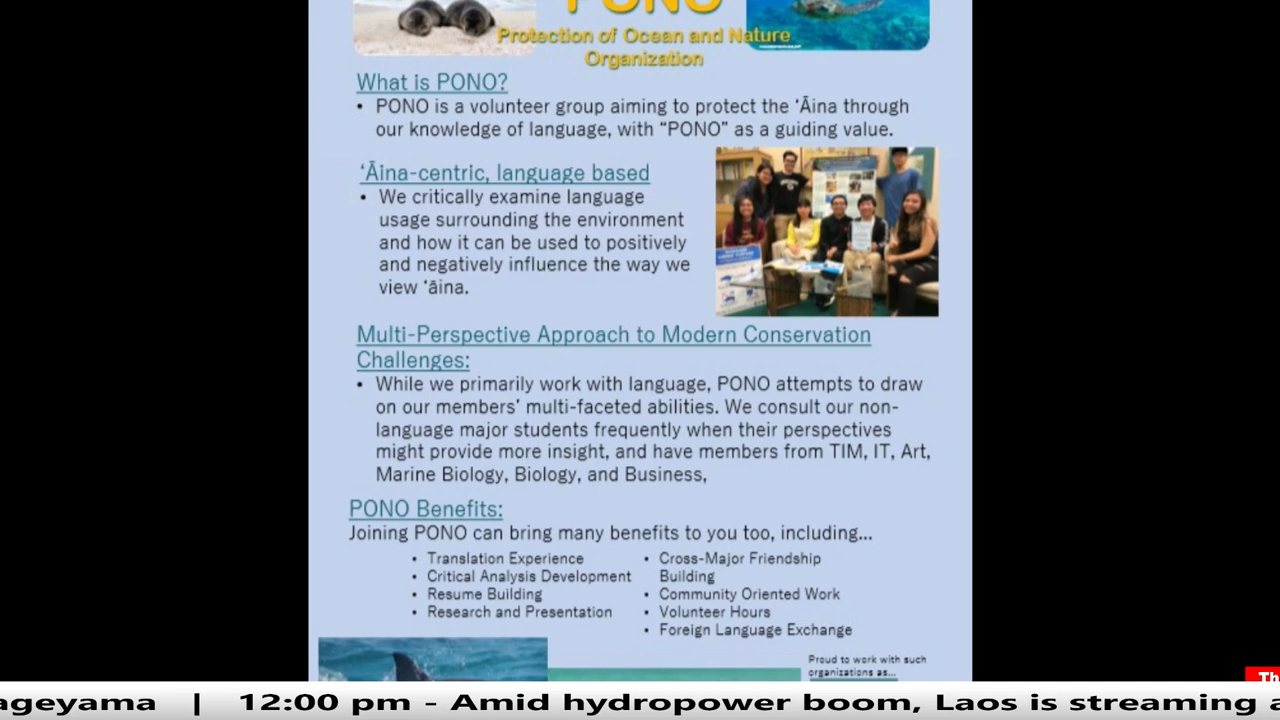 PONO
Protection of Ocean and Nature
Organization
What is PONO?
• PONO is a volunteer group aiming to protect the ʻĀina through
our knowledge of language, with “PONO” as a guiding value.
ʻĀina-centric, language based
• We critically examine language
usage surrounding the environment
and how it can be used to positively
and negatively influence the way we
view ʻāina.
Multi-Perspective Approach to Modern Conservation
Challenges:
• While we primarily work with language, PONO attempts to draw
on our members’ multi-faceted abilities. We consult our non-
language major students frequently when their perspectives
might provide more insight, and have members from TIM, IT, Art,
Marine Biology, Biology, and Business,
PONO Benefits:
Joining PONO can bring many benefits to you too, including...
• Translation Experience
• Critical Analysis Development
• Resume Building
• Research and Presentation
• Cross-Major Friendship
Building
• Community Oriented Work
• Volunteer Hours
• Foreign Language Exchange
Proud to work with such
organizations as...
Th
ageyama | 12:00 pm - Amid hydropower boom, Laos is streaming a